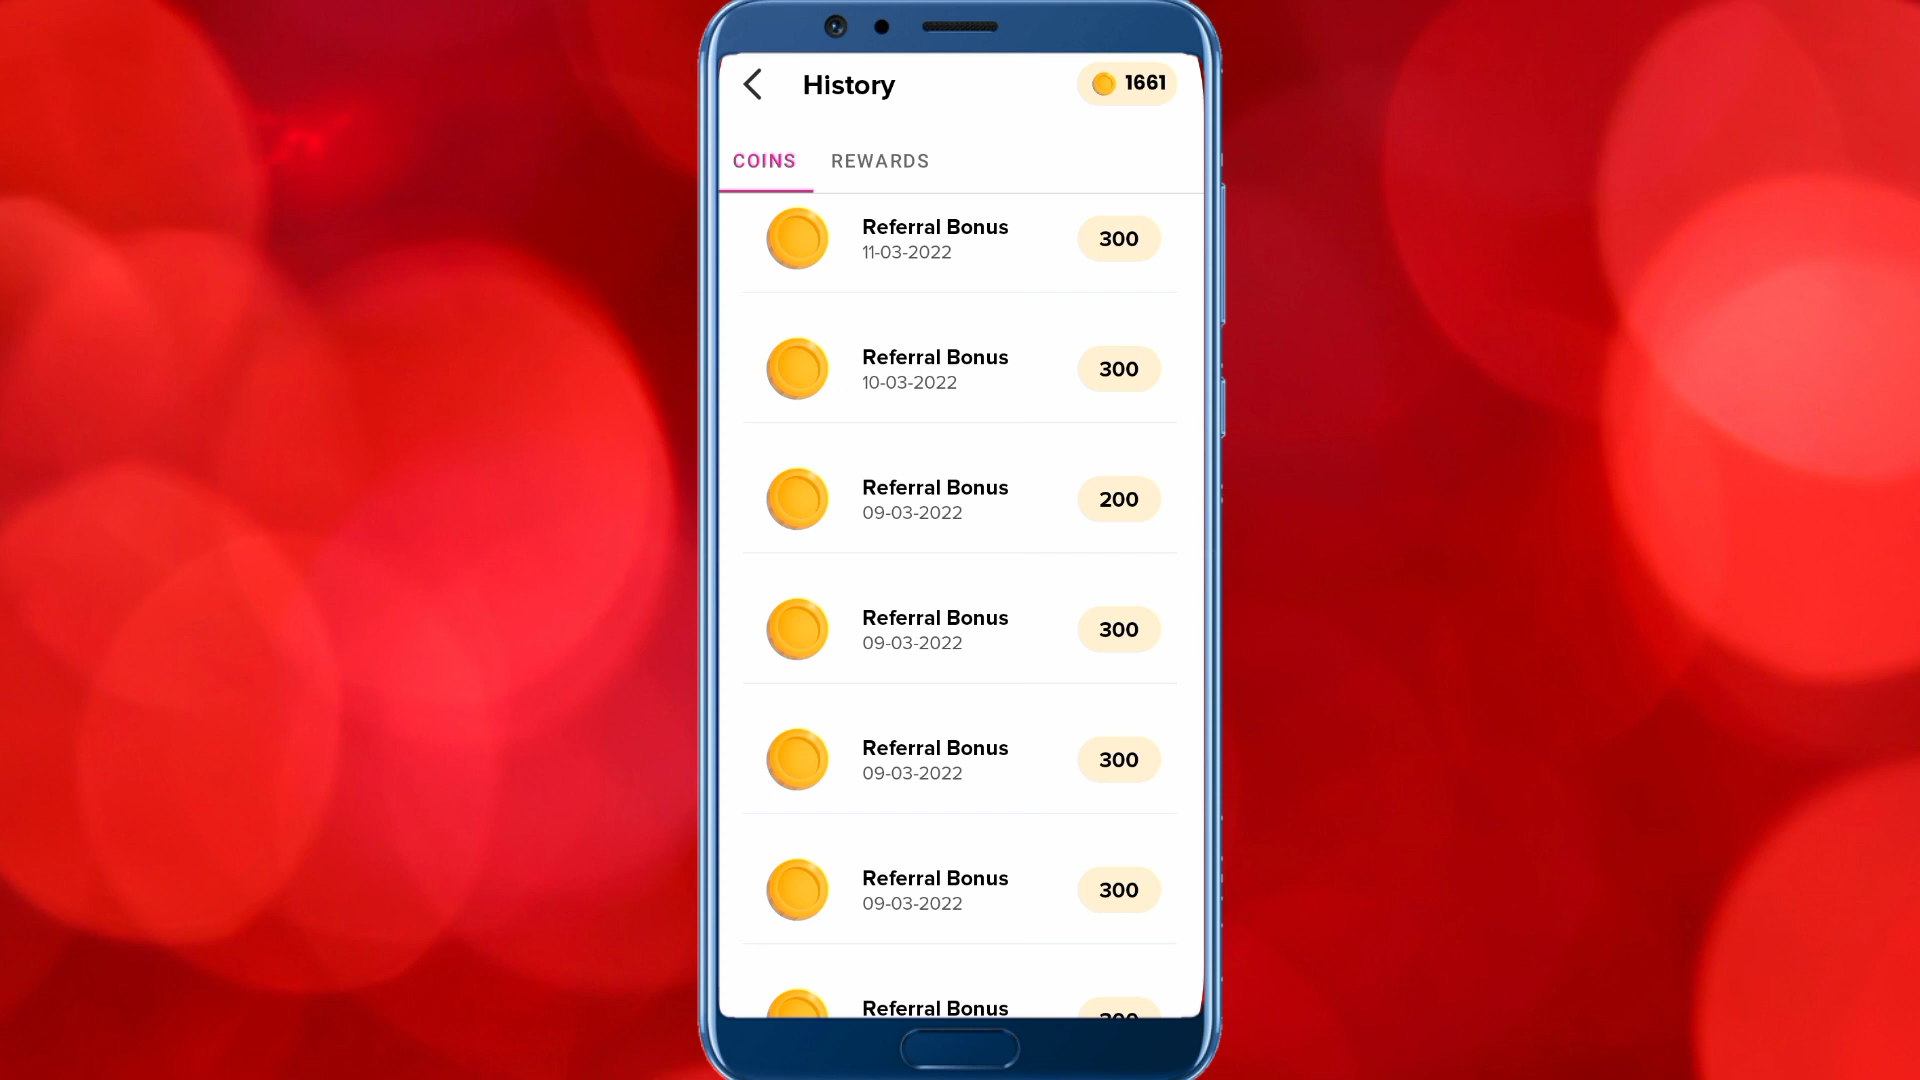 History
1661
COINS
REWARDS
Referral Bonus
11-03-2022
300
Referral Bonus
10-03-2022
300
Referral Bonus
09-03-2022
200
Referral Bonus
09-03-2022
300
Referral Bonus
09-03-2022
300
Referral Bonus
09-03-2022
300
Referral Bonus